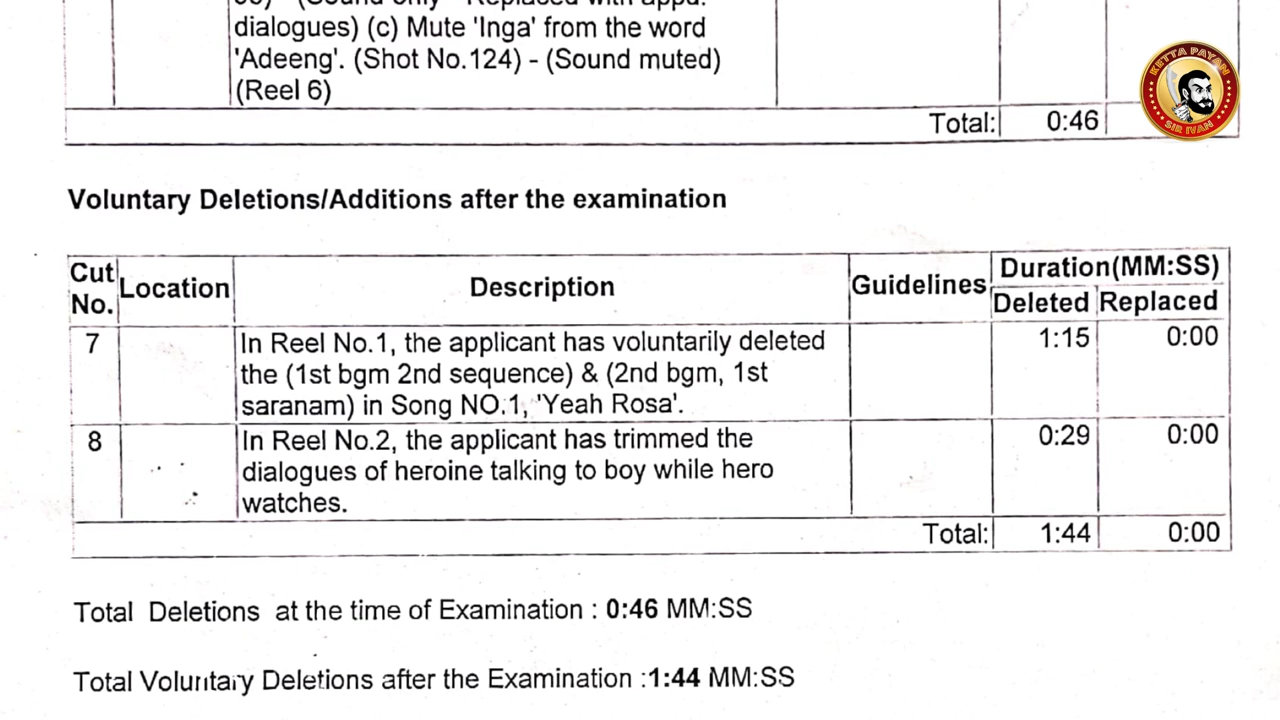 dialogues) (c) Mute 'Inga' from the word
'Adeeng'. (Shot No.124) - (Sound muted)
(Reel 6)
Total: 0:46
KETTA PAYAN
SIR IVAN
Voluntary Deletions/Additions after the examination
Cut No. Location Description Guidelines Duration(MM:SS)
Deleted Replaced
7 In Reel No.1, the applicant has voluntarily deleted 1:15 0:00
the (1st bgm 2nd sequence) & (2nd bgm, 1st
saranam) in Song NO.1, 'Yeah Rosa'.
8 In Reel No.2, the applicant has trimmed the 0:29 0:00
dialogues of heroine talking to boy while hero
watches.
Total: 1:44 0:00
Total Deletions at the time of Examination : 0:46 MM:SS
Total Voluntary Deletions after the Examination :1:44 MM:SS